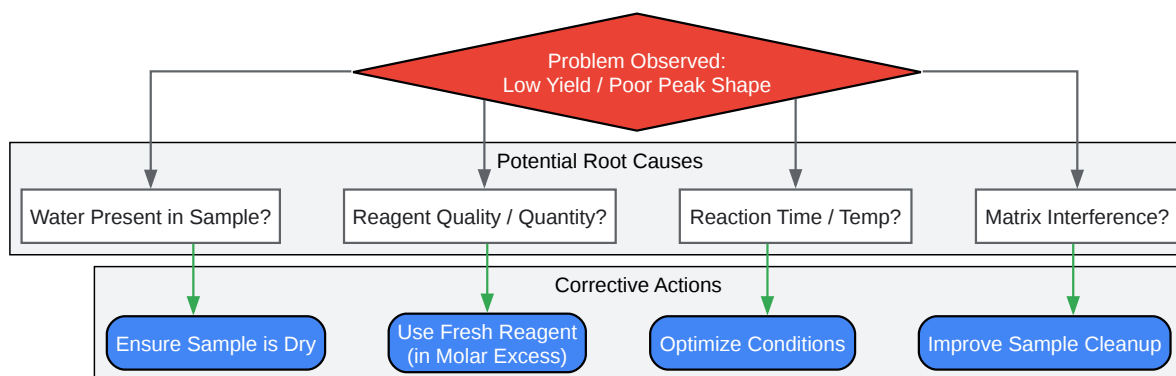 Problem Observed:
Low Yield / Poor Peak Shape
Potential Root Causes
Water Present in Sample?
Reagent Quality / Quantity?
Reaction Time / Temp?
Matrix Interference?
Corrective Actions
Ensure Sample is Dry
Use Fresh Reagent
(in Molar Excess)
Optimize Conditions
Improve Sample Cleanup